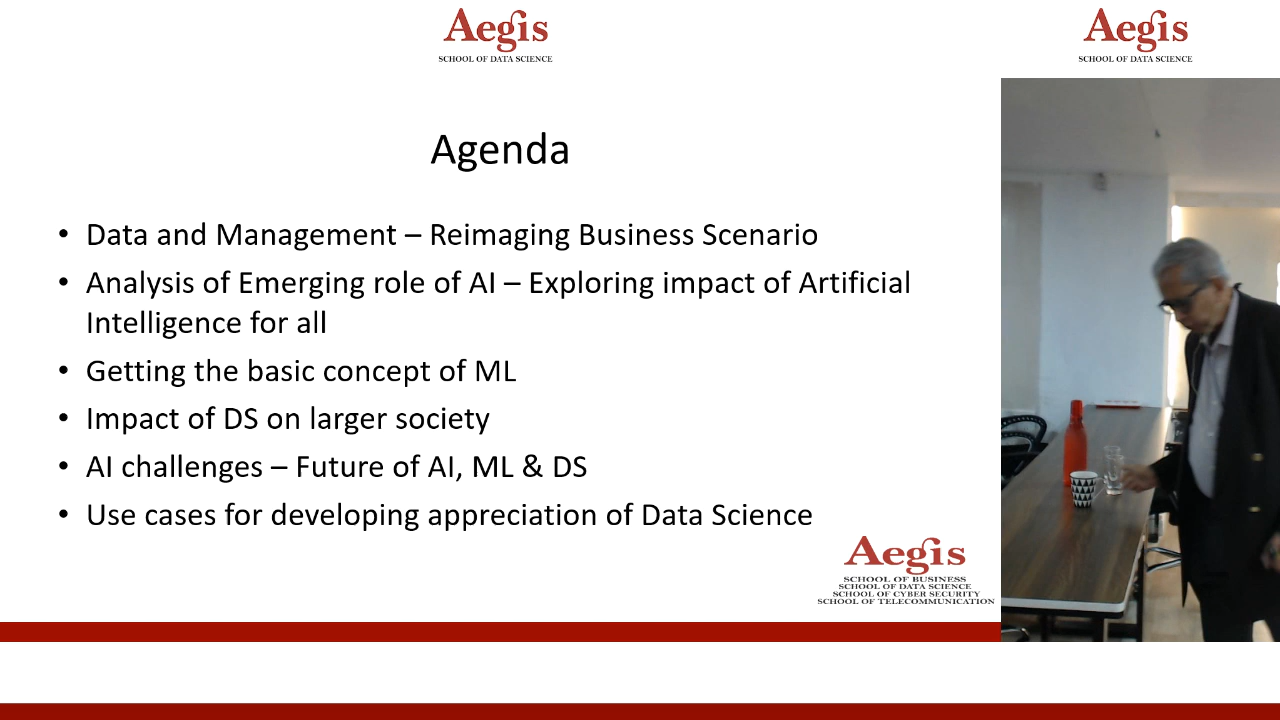 Aegis
SCHOOL OF DATA SCIENCE
Aegis
SCHOOL OF DATA SCIENCE
Agenda
• Data and Management – Reimaging Business Scenario
• Analysis of Emerging role of AI – Exploring impact of Artificial
Intelligence for all
• Getting the basic concept of ML
• Impact of DS on larger society
• AI challenges – Future of AI, ML & DS
• Use cases for developing appreciation of Data Science
Aegis
SCHOOL OF BUSINESS
SCHOOL OF DATA SCIENCE
SCHOOL OF CYBER SECURITY
SCHOOL OF TELECOMMUNICATION